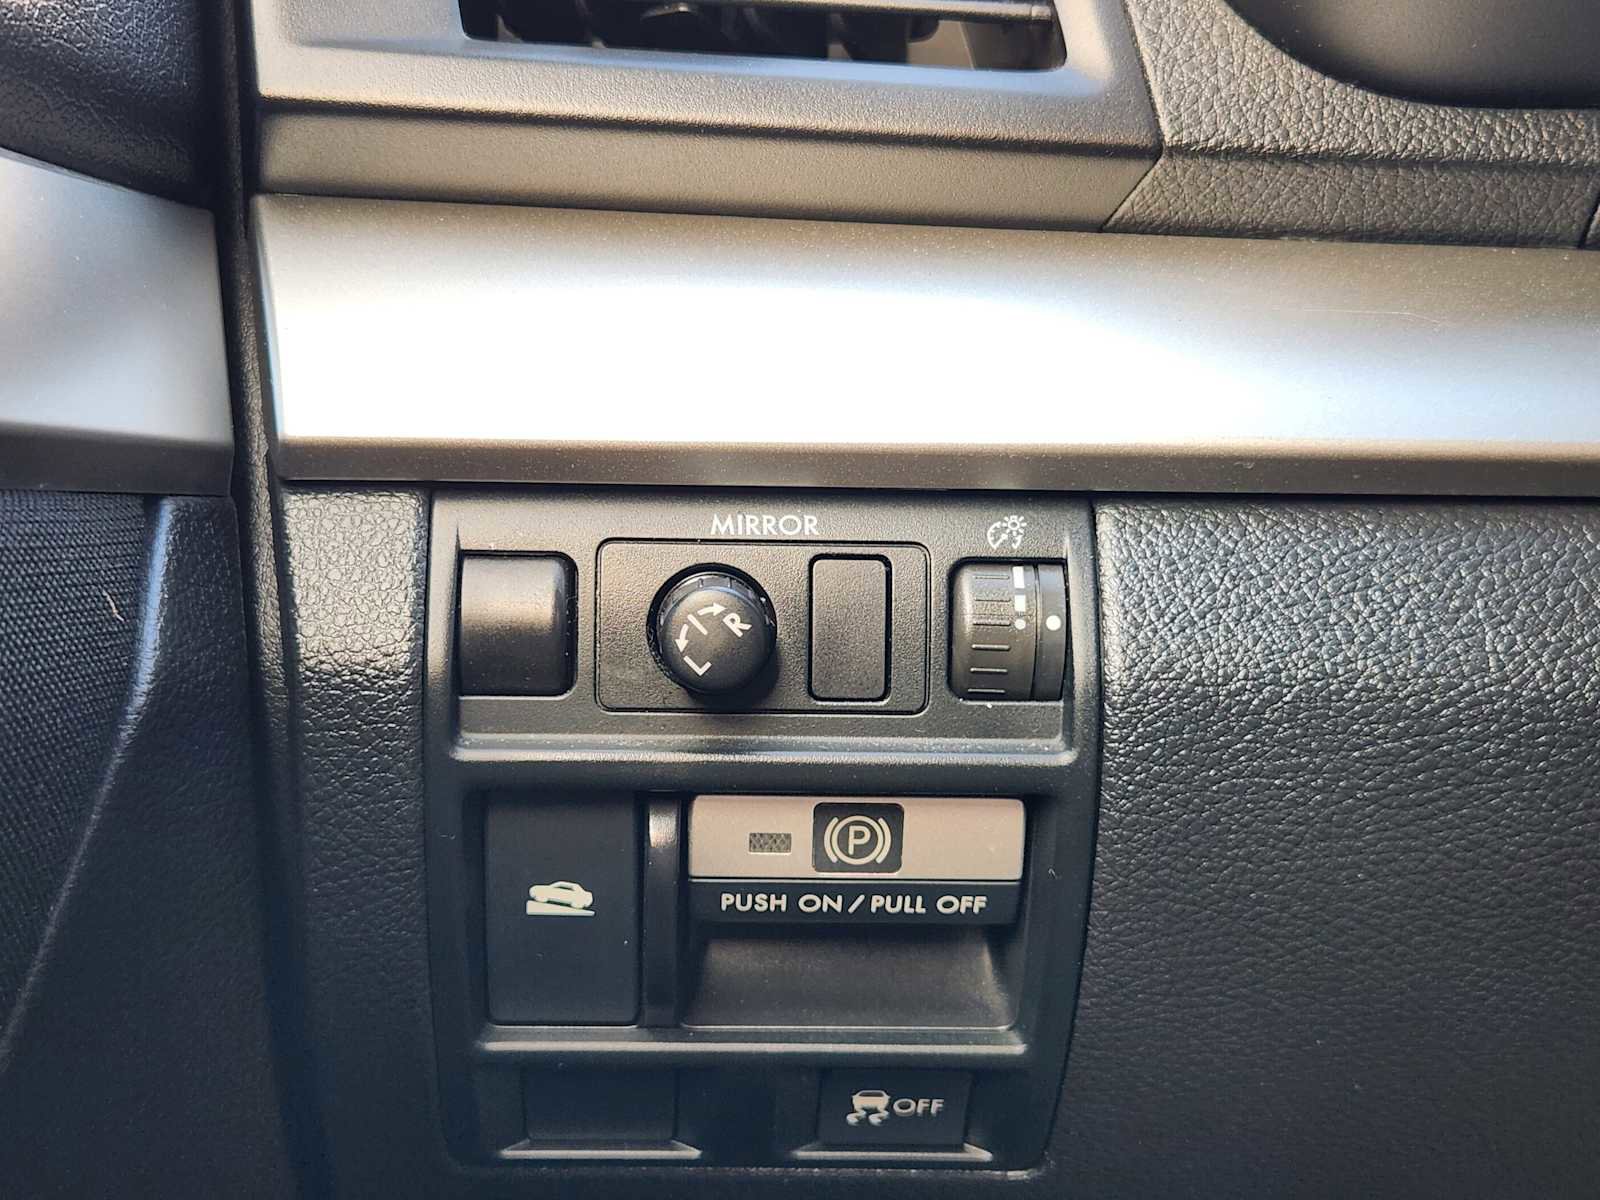 MIRROR
L R
P
PUSH ON / PULL OFF
OFF